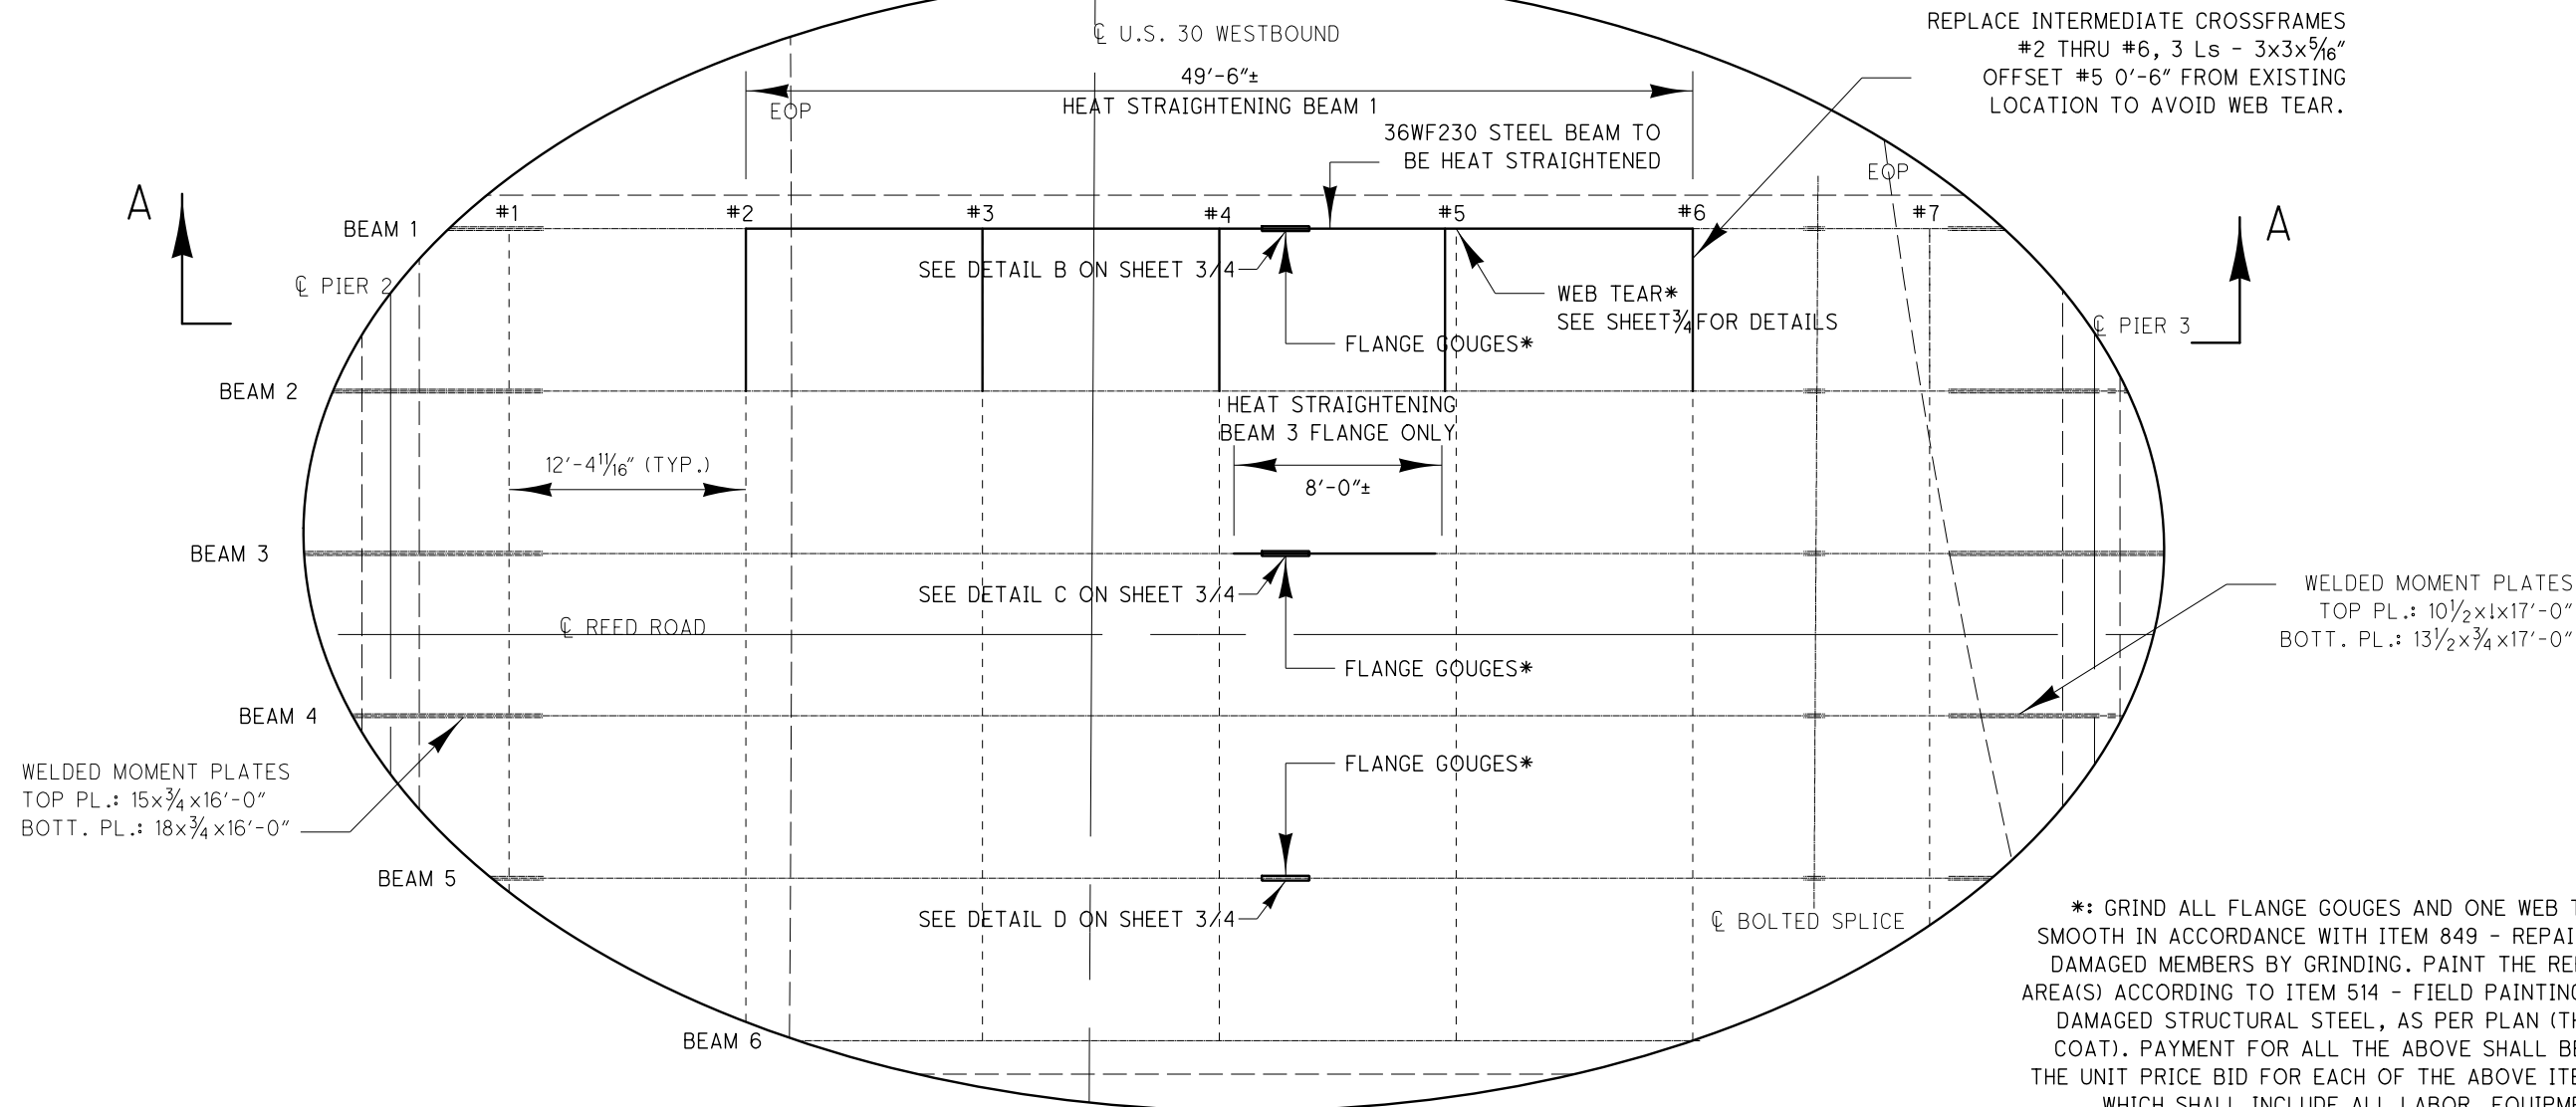 ℄ U.S. 30 WESTBOUND
REPLACE INTERMEDIATE CROSSFRAMES
#2 THRU #6, 3 Ls - 3x3x5/16"
OFFSET #5 0'-6" FROM EXISTING
LOCATION TO AVOID WEB TEAR.
49'-6"±
HEAT STRAIGHTENING BEAM 1
EOP
36WF230 STEEL BEAM TO
BE HEAT STRAIGHTENED
EOP
A
A
#1
#2
#3
#4
#5
#6
#7
BEAM 1
SEE DETAIL B ON SHEET 3/4
℄ PIER 2
WEB TEAR*
SEE SHEET 3/4 FOR DETAILS
℄ PIER 3
FLANGE GOUGES*
BEAM 2
HEAT STRAIGHTENING
BEAM 3 FLANGE ONLY
12'-4 11/16" (TYP.)
8'-0"±
BEAM 3
SEE DETAIL C ON SHEET 3/4
℄ REED ROAD
WELDED MOMENT PLATES
TOP PL.: 10 1/2x1x17'-0"
BOTT. PL.: 13 1/2x3/4x17'-0"
FLANGE GOUGES*
BEAM 4
WELDED MOMENT PLATES
TOP PL.: 15x3/4x16'-0"
BOTT. PL.: 18x3/4x16'-0"
FLANGE GOUGES*
BEAM 5
SEE DETAIL D ON SHEET 3/4
℄ BOLTED SPLICE
BEAM 6
*: GRIND ALL FLANGE GOUGES AND ONE WEB
SMOOTH IN ACCORDANCE WITH ITEM 849 -
DAMAGED MEMBERS BY GRINDING. PAINT THE
AREA(S) ACCORDING TO ITEM 514 - FIELD
DAMAGED STRUCTURAL STEEL, AS PER PLAN
COAT). PAYMENT FOR ALL THE ABOVE SHALL
THE UNIT PRICE BID FOR EACH OF THE ABOVE
WHICH SHALL INCLUDE ALL LABOR,